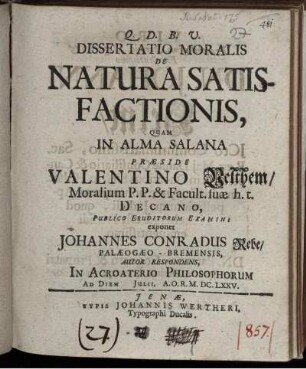 Q. D. B. V.
DISSERTATIO MORALIS
DE
NATURA SATIS-
FACTIONIS,
QUAM
IN ALMA SALANA
PRÆSIDE
VALENTINO Velthem/
Moralium P. P. & Facult. suæ h. t.
DECANO,
PUBLICO ERUDITORUM EXAMINI
exponet
JOHANNES CONRADUS Rebe/
PALÆOGÆO-BREMENSIS,
AUTOR RESPONDENS,
IN ACROATERIO PHILOSOPHORUM
AD DIEM JULII, A.O.R.M. DC. LXXV.
JENÆ,
TYPIS JOHANNIS WERTHERI,
Typographi Ducalis.
(27.)
857